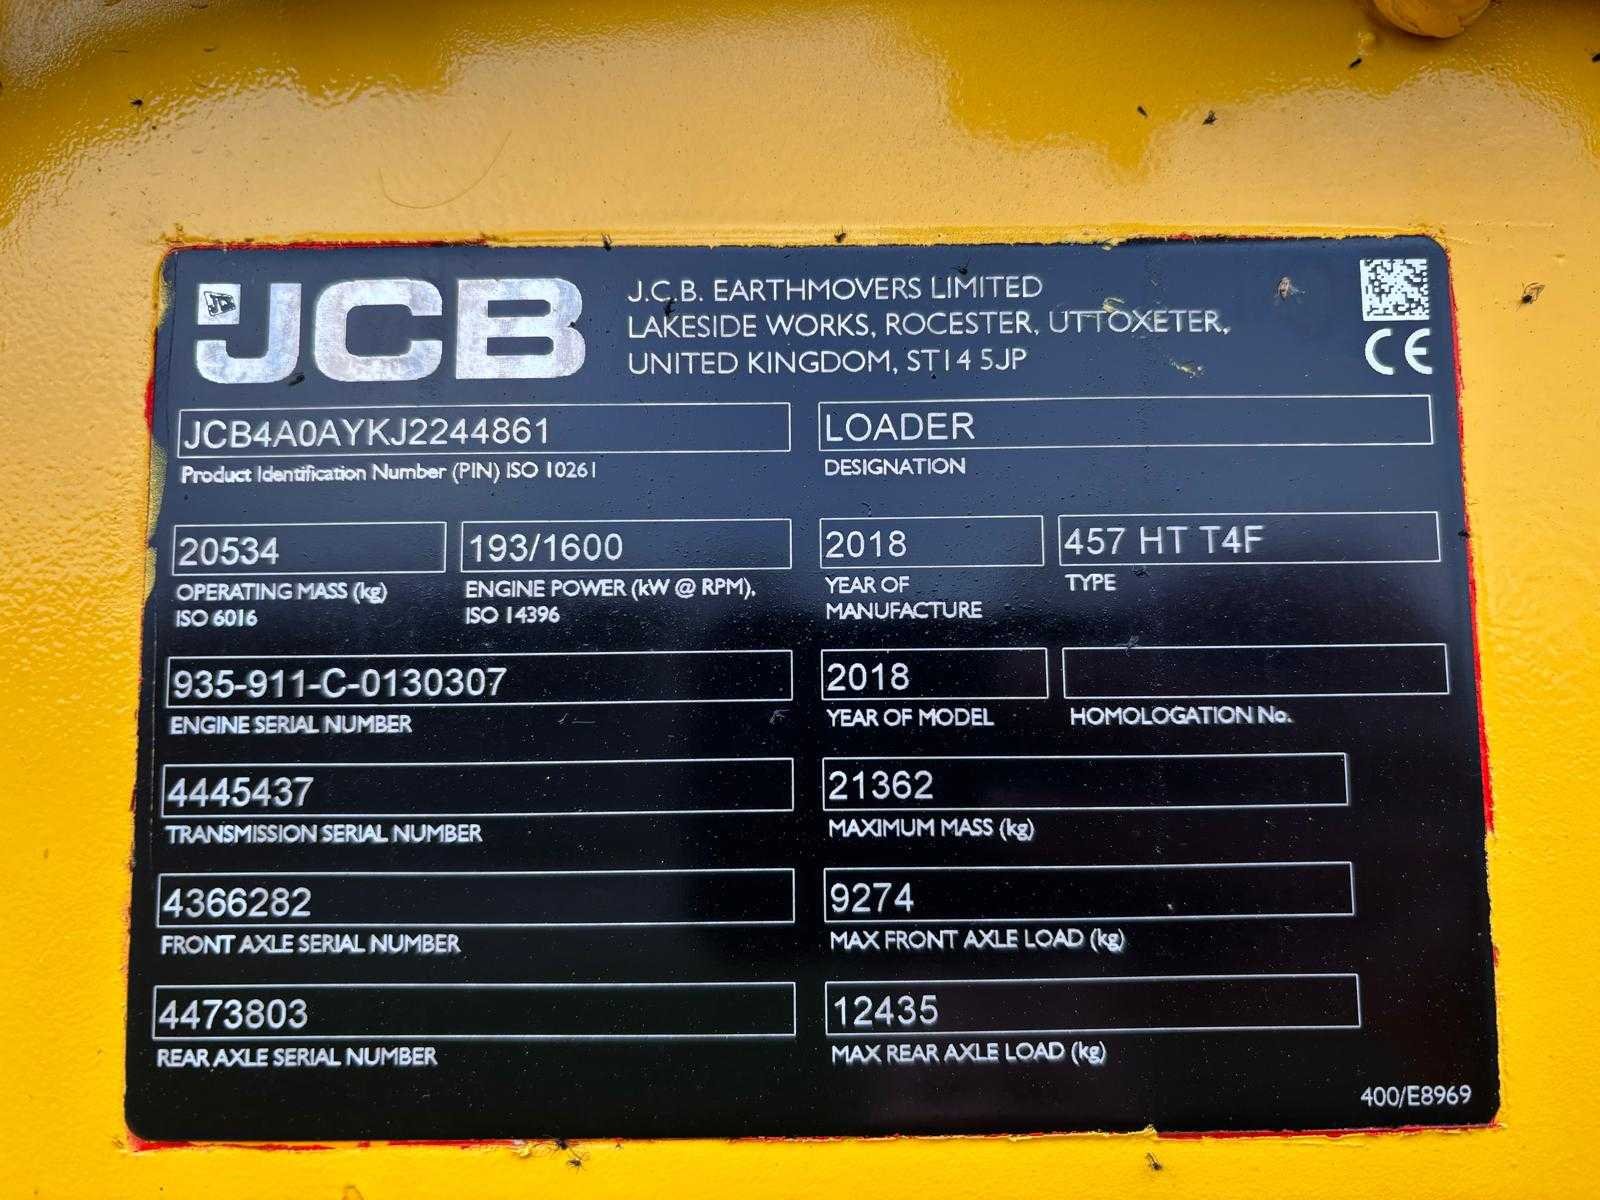 JCB
J.C.B. EARTHMOVERS LIMITED
LAKESIDE WORKS, ROCESTER, UTTOXETER,
UNITED KINGDOM, ST14 5JP
CE
JCB4A0AYKJ2244861
Product Identification Number (PIN) ISO 10261
LOADER
DESIGNATION
20534
OPERATING MASS (kg)
ISO 6016
193/1600
ENGINE POWER (kW @ RPM),
ISO 14396
2018
YEAR OF
MANUFACTURE
457 HT T4F
TYPE
935-911-C-0130307
ENGINE SERIAL NUMBER
2018
YEAR OF MODEL
HOMOLOGATION No.
4445437
TRANSMISSION SERIAL NUMBER
21362
MAXIMUM MASS (kg)
4366282
FRONT AXLE SERIAL NUMBER
9274
MAX FRONT AXLE LOAD (kg)
4473803
REAR AXLE SERIAL NUMBER
12435
MAX REAR AXLE LOAD (kg)
400/E8969